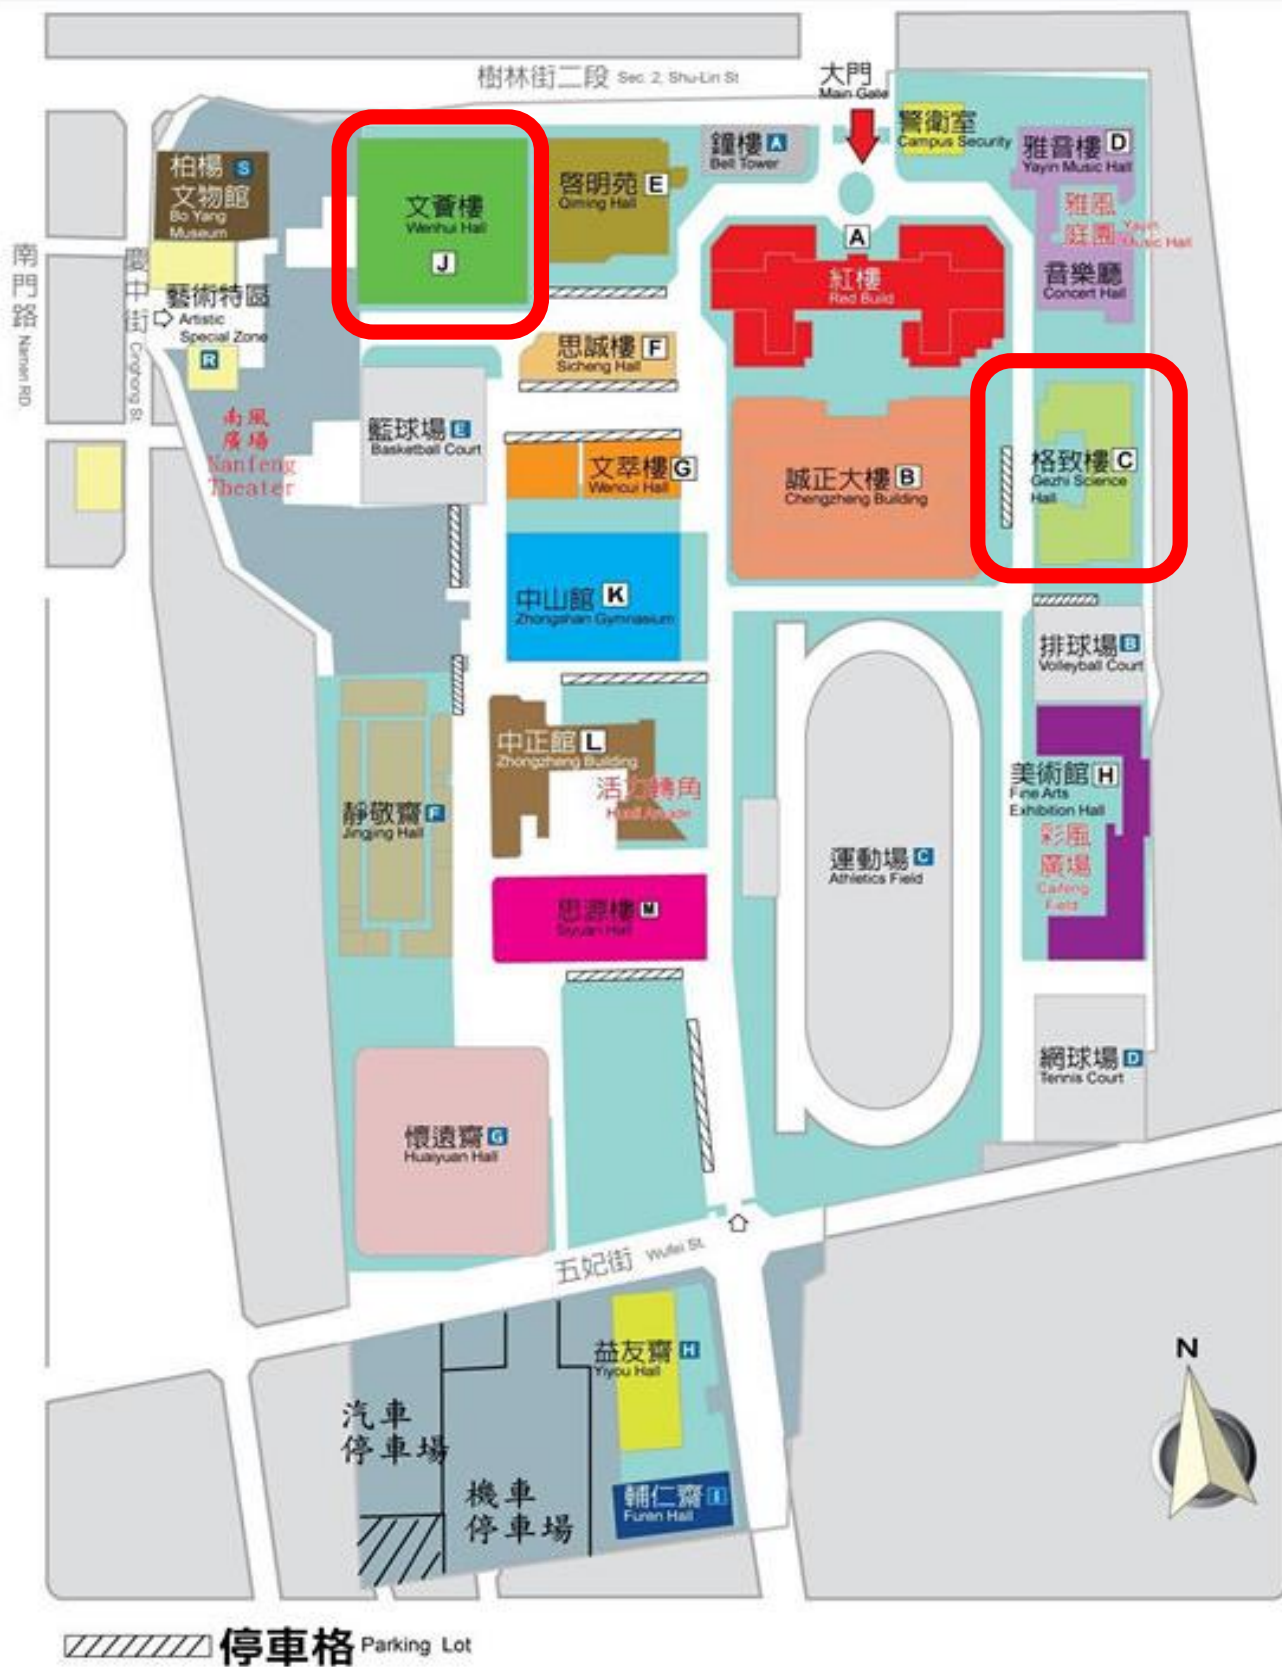 樹林街二段 Sec. 2, Shu-Lin St
大門
Main Gate
警衛室
Campus Security
鐘樓 A
Bell Tower
雅音樓 D
Yayin Music Hall
雅風
庭園 Yayin
Music Hall
音樂廳
Concert Hall
柏楊 S
文物館
Bo Yang
Museum
文薈樓
Wenhui Hall
J
啓明苑 E
Qiming Hall
A
紅樓
Red Build
南門路 Nanmen RD.
慶中街 Cinghong St.
藝術特區
Artistic
Special Zone
R
思誠樓 F
Sicheng Hall
南風
廣場
Nanfeng
Theater
籃球場 E
Basketball Court
文萃樓 G
Wencui Hall
誠正大樓 B
Chengzheng Building
格致樓 C
Gezhi Science
Hall
中山館 K
Zhongshan Gymnasium
排球場 B
Volleyball Court
中正館 L
Zhongzheng Building
活力轉角
靜敬齋 F
Jingjing Hall
美術館 H
Fine Arts
Exhibition Hall
彩風
廣場
Caifeng
Field
運動場 C
Athletics Field
思源樓 M
Siyuan Hall
網球場 D
Tennis Court
懷遠齋 G
Huaiyuan Hall
五妃街 Wufei St.
益友齋 H
Yiyou Hall
汽車
停車場
機車
停車場
輔仁齋 I
Furen Hall
N
停車格 Parking Lot